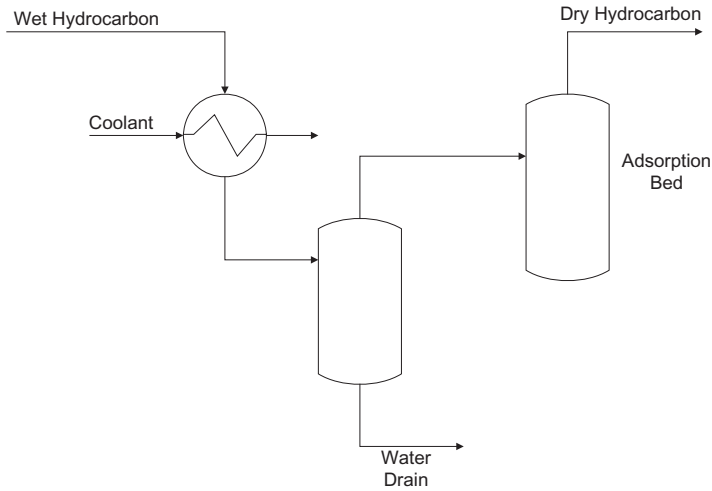 Wet Hydrocarbon
Dry Hydrocarbon
Coolant
Adsorption
Bed
Water
Drain